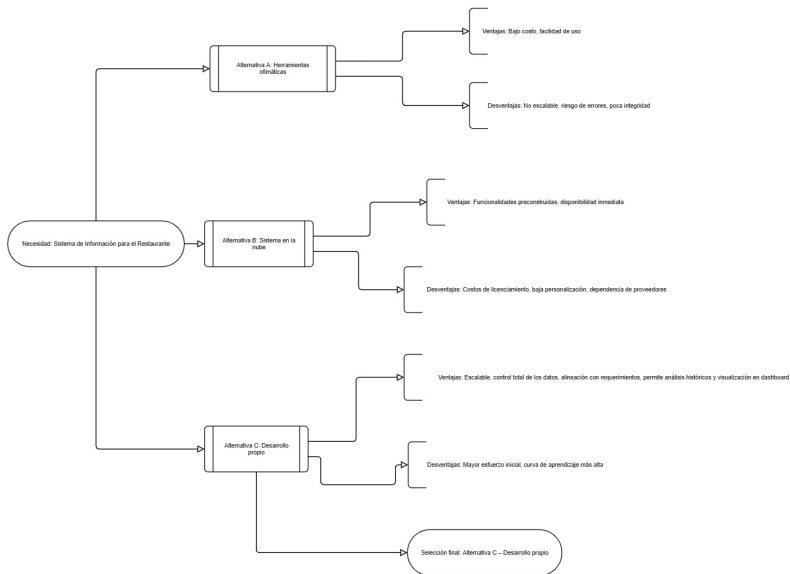 Ventajas: Bajo costo, facilidad de uso
Alternativa A: Herramientas
ofimáticas
Desventajas: No escalable, riesgo de errores, poca integridad
Ventajas: Funcionalidades preconstruidas, disponibilidad inmediata
Necesidad: Sistema de Información para el Restaurante
Alternativa B: Sistema en la
nube
Desventajas: Costos de licenciamiento, baja personalización, dependencia de proveedores
Ventajas: Escalable, control total de los datos, alineación con requerimientos, permite análisis históricos y visualización en dashboard
Alternativa C: Desarrollo
propio
Desventajas: Mayor esfuerzo inicial, curva de aprendizaje más alta
Selección final: Alternativa C – Desarrollo propio